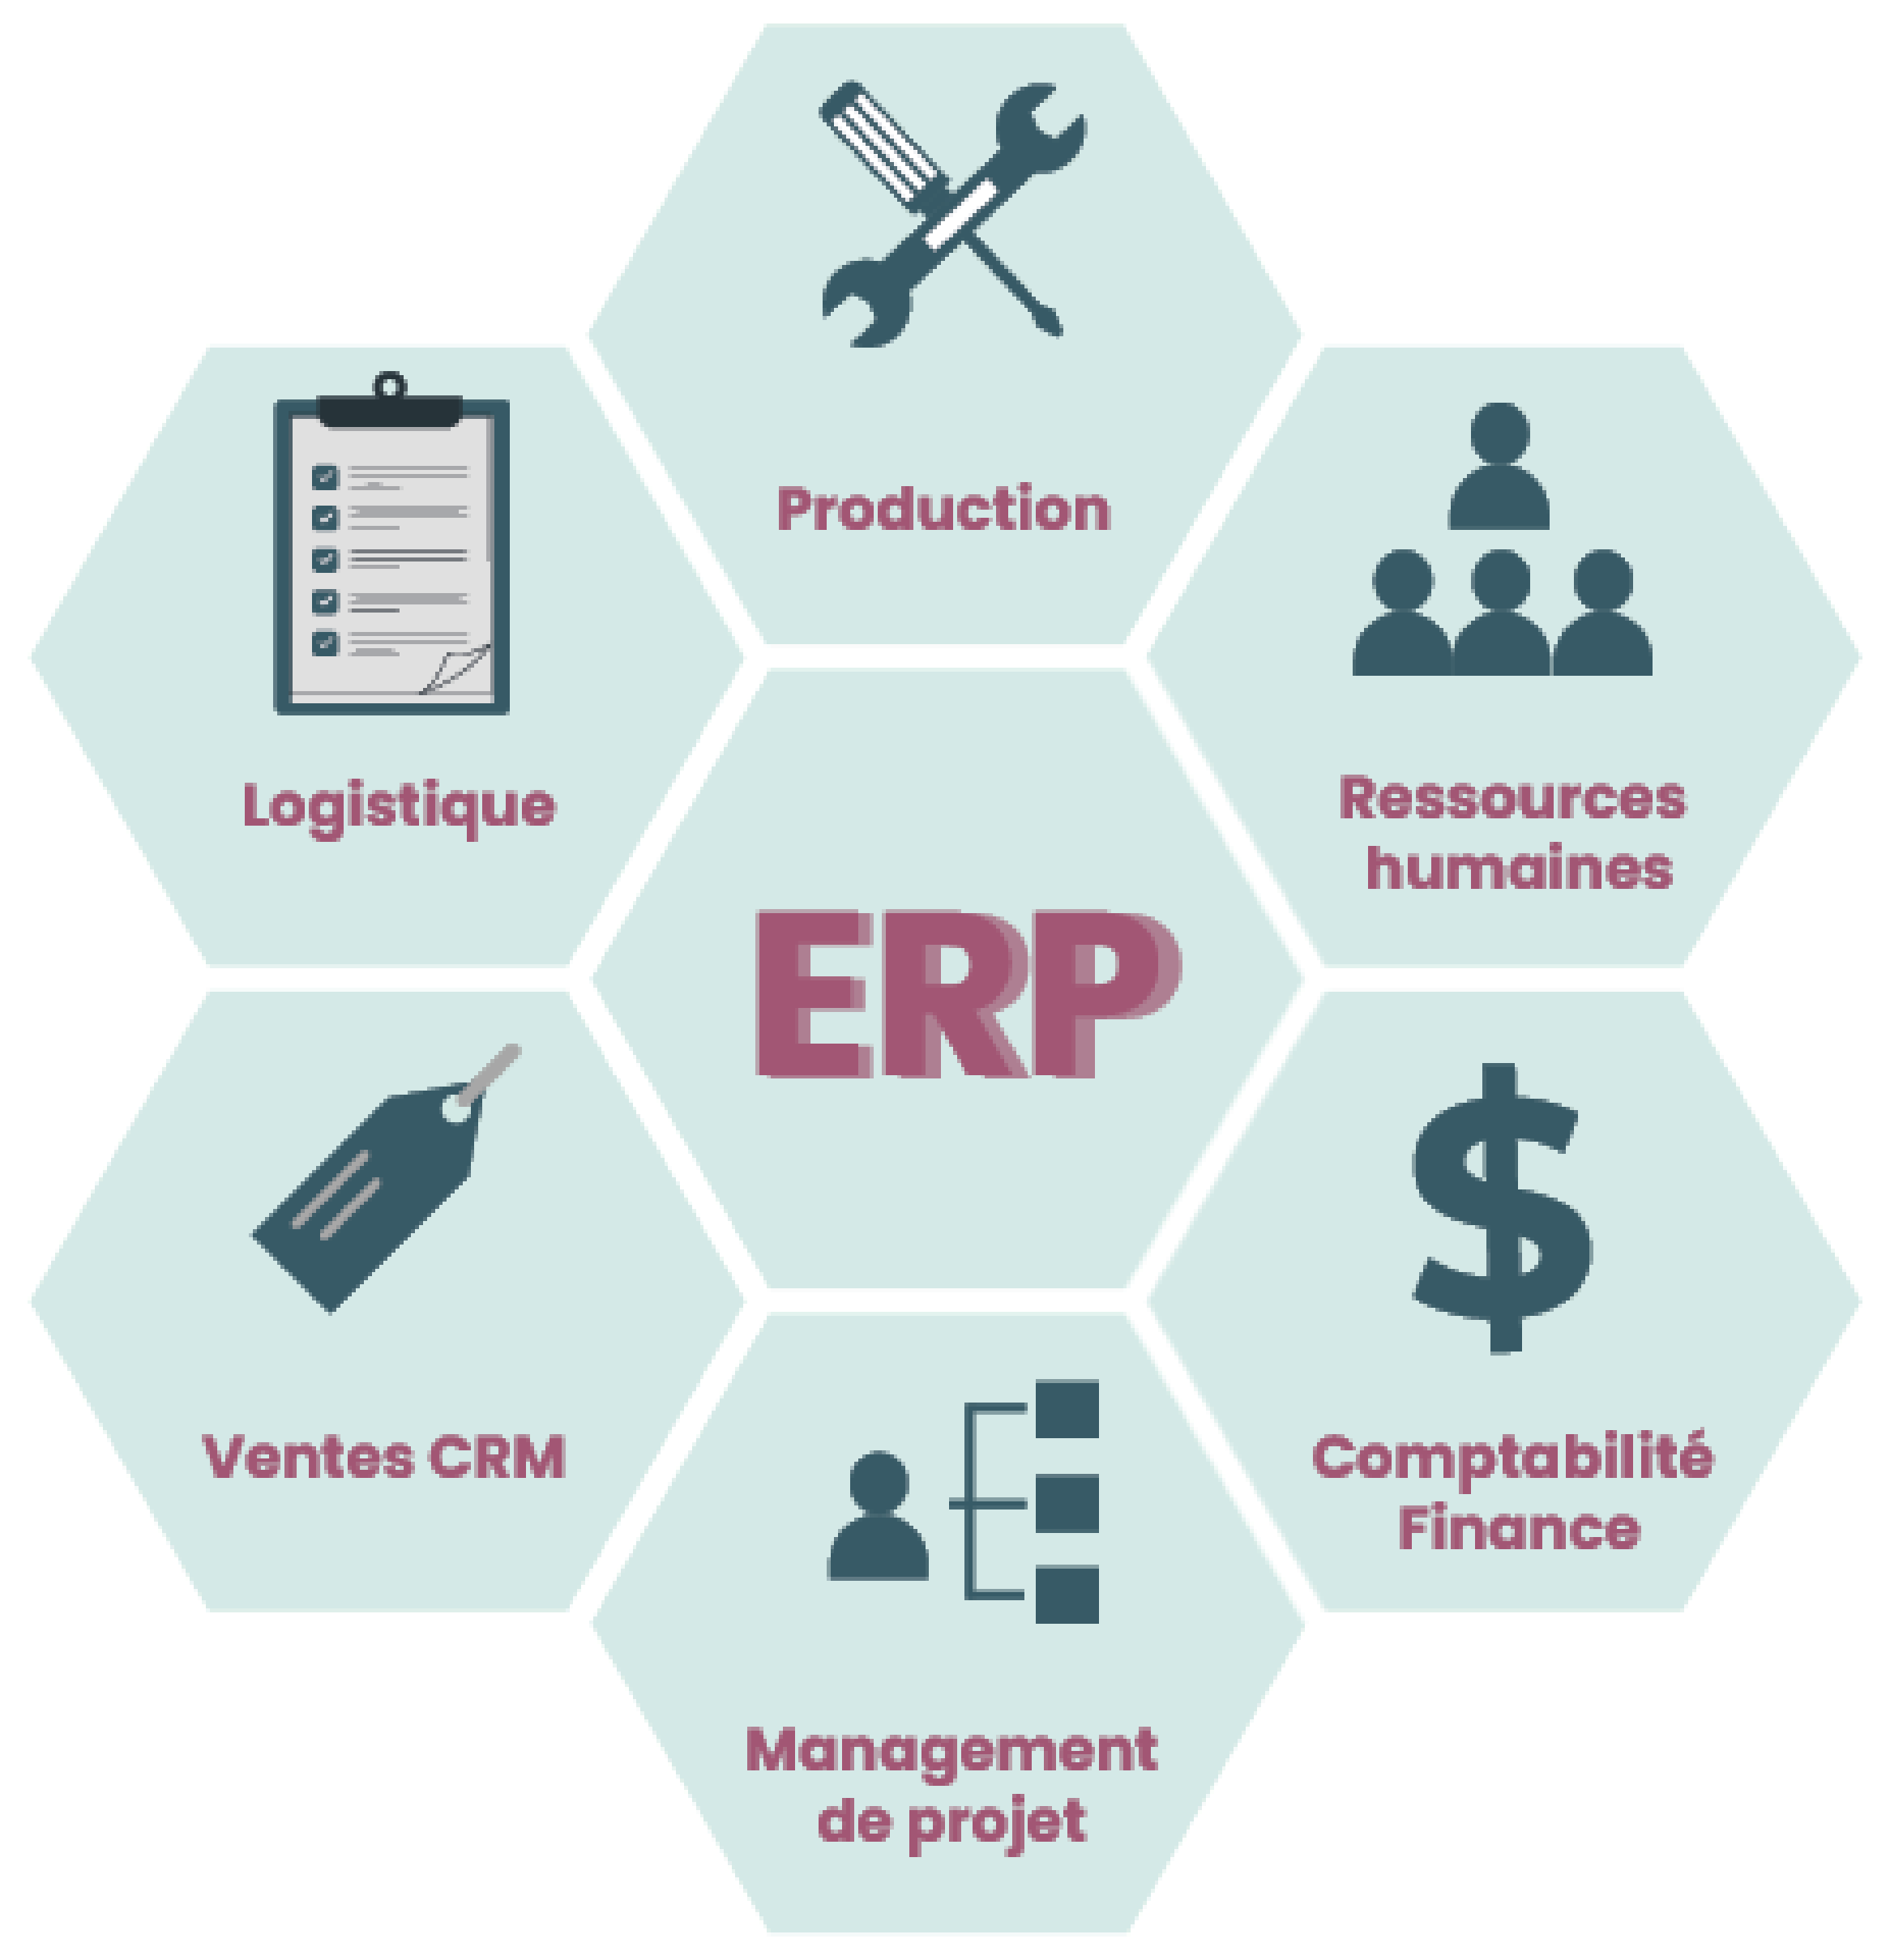 Production
Logistique
Ressources
humaines
ERP
Ventes CRM
Comptabilité
Finance
Management
de projet